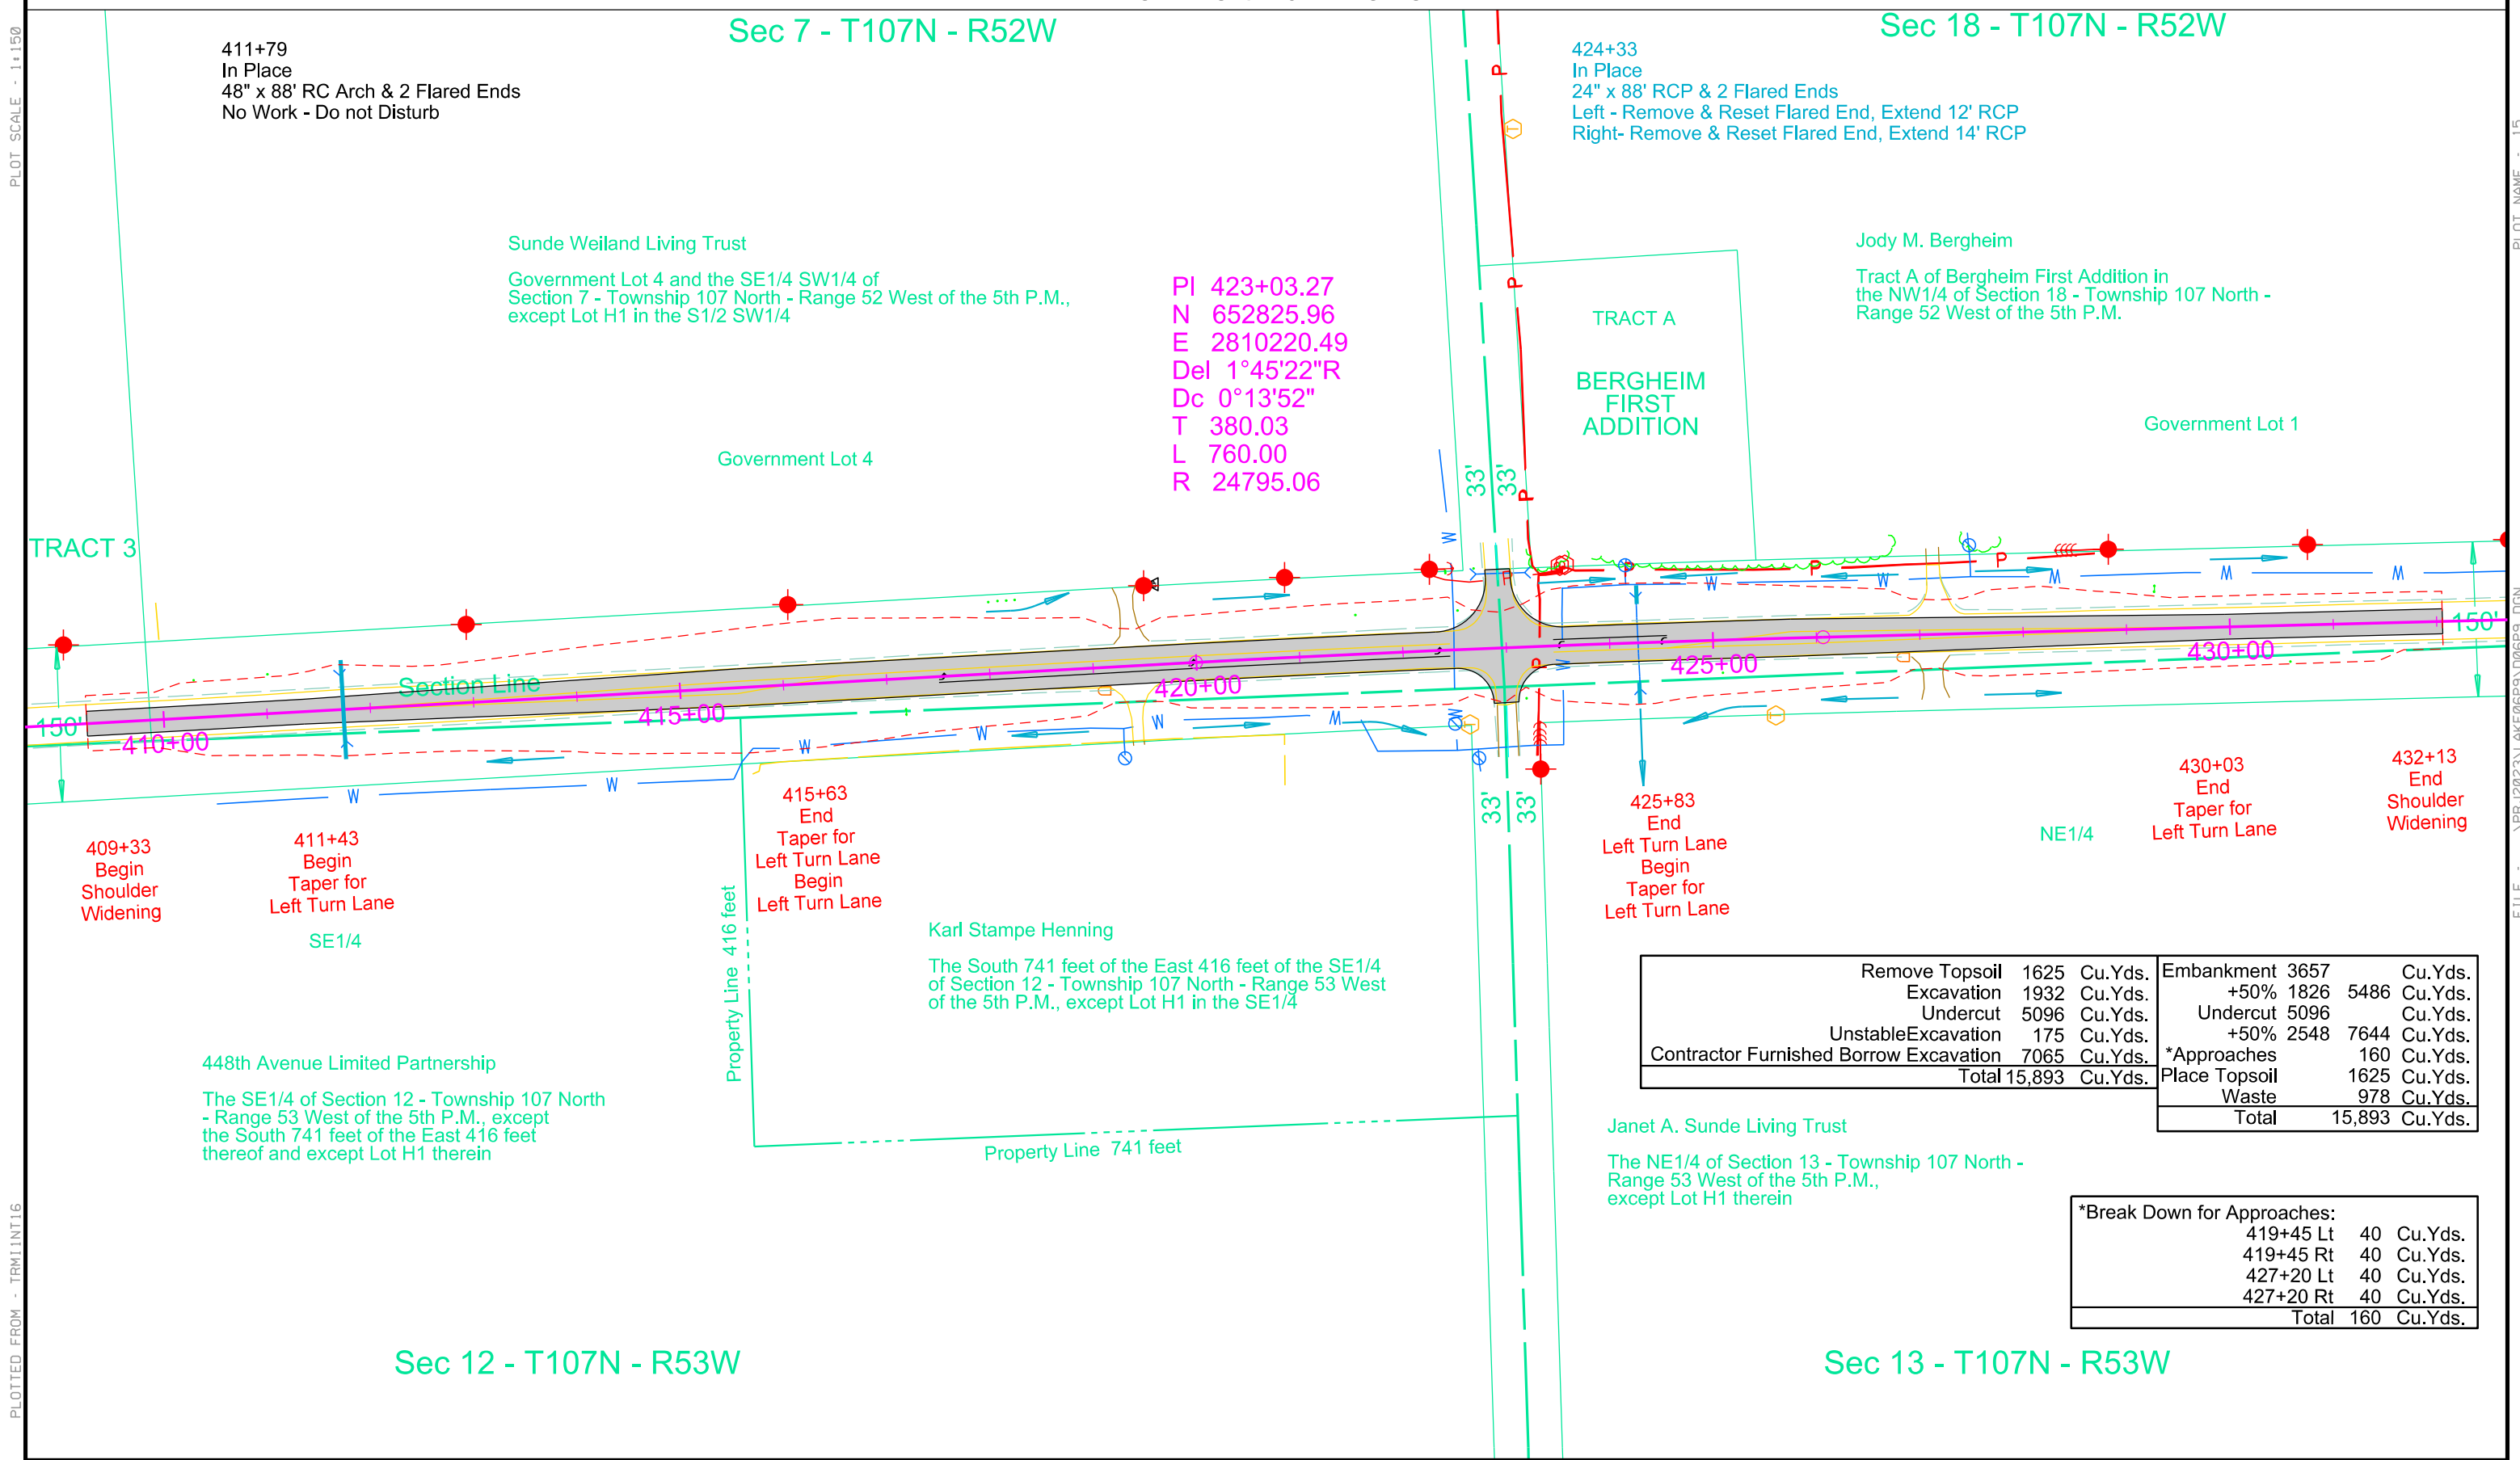 PLOT SCALE - 1:150
PLOTTED FROM - TRMIINT16
PLOT NAME - 15
FILE - ...\PRJ2023\LAKE06P9\D06P9.DGN
Sec 7 - T107N - R52W
Sec 18 - T107N - R52W
411+79
In Place
48" x 88' RC Arch & 2 Flared Ends
No Work - Do not Disturb
424+33
In Place
24" x 88' RCP & 2 Flared Ends
Left - Remove & Reset Flared End, Extend 12' RCP
Right- Remove & Reset Flared End, Extend 14' RCP
Sunde Weiland Living Trust
Government Lot 4 and the SE1/4 SW1/4 of
Section 7 - Township 107 North - Range 52 West of the 5th P.M.,
except Lot H1 in the S1/2 SW1/4
PI 423+03.27
N 652825.96
E 2810220.49
Del 1°45'22"R
Dc 0°13'52"
T 380.03
L 760.00
R 24795.06
Jody M. Bergheim
Tract A of Bergheim First Addition in
the NW1/4 of Section 18 - Township 107 North -
Range 52 West of the 5th P.M.
TRACT A
BERGHEIM
FIRST
ADDITION
Government Lot 4
Government Lot 1
33' 33'
P
P
P
P
TRACT 3
W
P P P
W W W W W
Section Line
150'
150'
410+00
415+00
420+00
425+00
430+00
W W W W W W
P
T
T
T
33' 33'
409+33
Begin
Shoulder
Widening
411+43
Begin
Taper for
Left Turn Lane
415+63
End
Taper for
Left Turn Lane
Begin
Left Turn Lane
425+83
End
Left Turn Lane
Begin
Taper for
Left Turn Lane
430+03
End
Taper for
Left Turn Lane
432+13
End
Shoulder
Widening
SE1/4
NE1/4
Property Line 416 feet
Karl Stampe Henning
The South 741 feet of the East 416 feet of the SE1/4
of Section 12 - Township 107 North - Range 53 West
of the 5th P.M., except Lot H1 in the SE1/4
448th Avenue Limited Partnership
The SE1/4 of Section 12 - Township 107 North
- Range 53 West of the 5th P.M., except
the South 741 feet of the East 416 feet
thereof and except Lot H1 therein
Property Line 741 feet
Remove Topsoil 1625 Cu.Yds.
Excavation 1932 Cu.Yds.
Undercut 5096 Cu.Yds.
UnstableExcavation 175 Cu.Yds.
Contractor Furnished Borrow Excavation 7065 Cu.Yds.
Total 15,893 Cu.Yds.
Embankment 3657 Cu.Yds.
+50% 1826 5486 Cu.Yds.
Undercut 5096 Cu.Yds.
+50% 2548 7644 Cu.Yds.
*Approaches 160 Cu.Yds.
Place Topsoil 1625 Cu.Yds.
Waste 978 Cu.Yds.
Total 15,893 Cu.Yds.
Janet A. Sunde Living Trust
The NE1/4 of Section 13 - Township 107 North -
Range 53 West of the 5th P.M.,
except Lot H1 therein
*Break Down for Approaches:
419+45 Lt 40 Cu.Yds.
419+45 Rt 40 Cu.Yds.
427+20 Lt 40 Cu.Yds.
427+20 Rt 40 Cu.Yds.
Total 160 Cu.Yds.
Sec 12 - T107N - R53W
Sec 13 - T107N - R53W